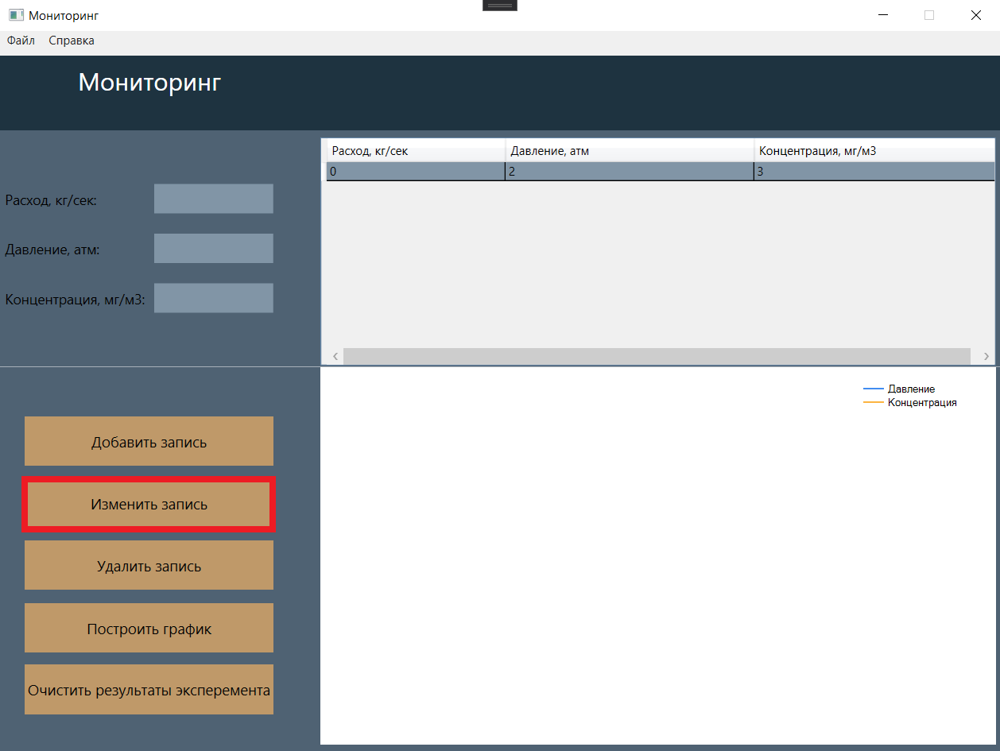 Мониторинг
Файл Справка
Мониторинг
Расход, кг/сек Давление, атм Концентрация, мг/м3
0 2 3
Расход, кг/сек:
Давление, атм:
Концентрация, мг/м3:
Давление
Концентрация
Добавить запись
Изменить запись
Удалить запись
Построить график
Очистить результаты эксперемента